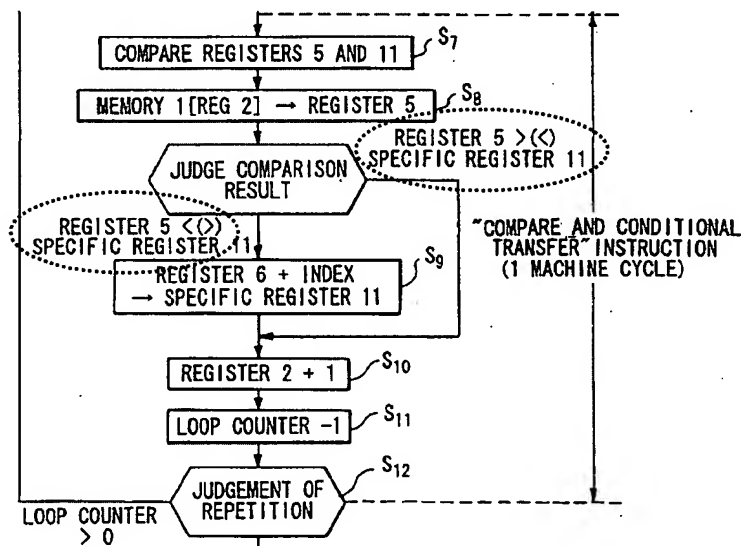 COMPARE REGISTERS 5 AND 11
S7
MEMORY 1[REG 2] → REGISTER 5
S8
REGISTER 5 >(<)
SPECIFIC REGISTER 11
JUDGE COMPARISON
RESULT
REGISTER 5 <(>)
SPECIFIC REGISTER 11
"COMPARE AND CONDITIONAL
TRANSFER" INSTRUCTION
(1 MACHINE CYCLE)
REGISTER 6 + INDEX
→ SPECIFIC REGISTER 11
S9
REGISTER 2 + 1
S10
LOOP COUNTER -1
S11
JUDGEMENT OF
REPETITION
S12
LOOP COUNTER
> 0